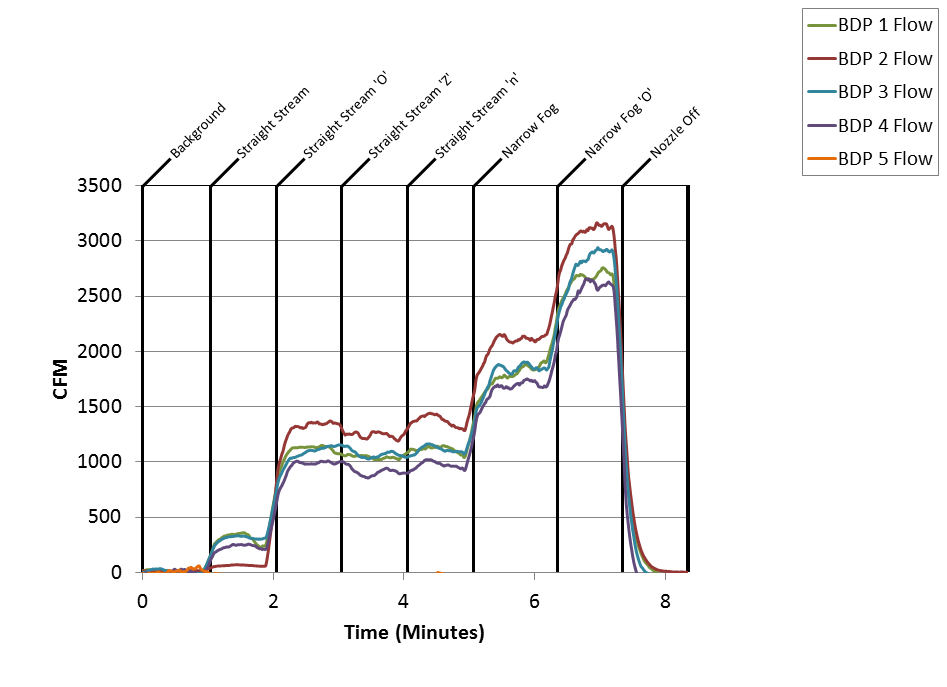 BDP 1 Flow
BDP 2 Flow
BDP 3 Flow
BDP 4 Flow
BDP 5 Flow
Background
Straight Stream
Straight Stream 'O'
Straight Stream 'Z'
Straight Stream 'n'
Narrow Fog
Narrow Fog 'O'
Nozzle Off
3500
3000
2500
2000
1500
1000
500
0
CFM
0 2 4 6 8
Time (Minutes)